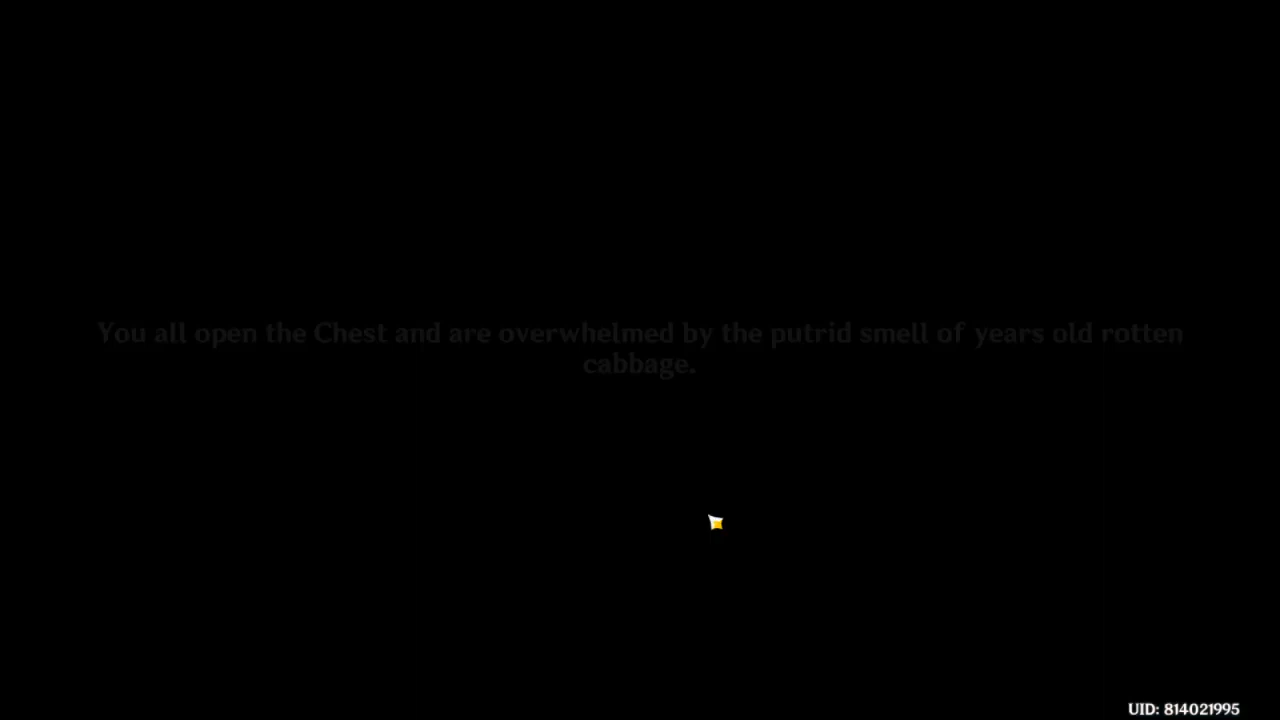 You all open the Chest and are overwhelmed by the putrid smell of years old rotten
cabbage.
UID: 814021995